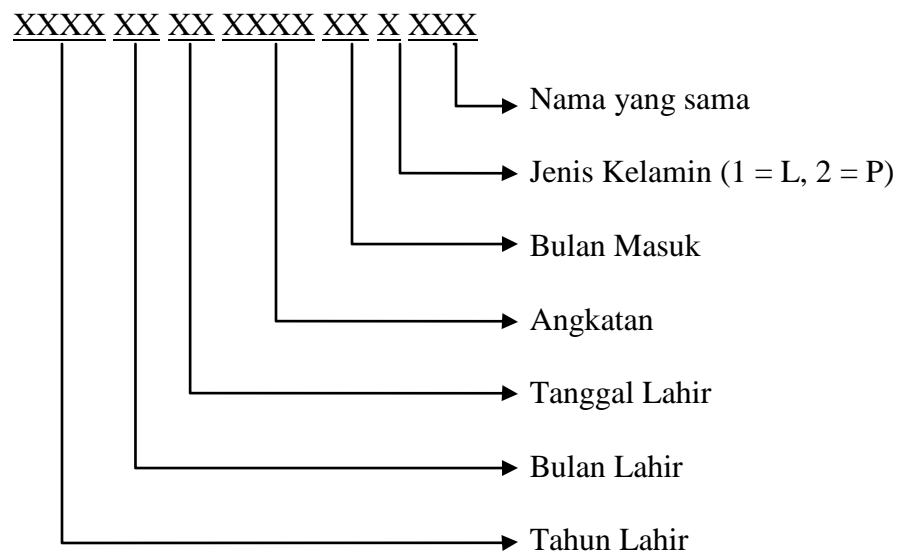 XXXX XX XX XXXX XX X XXX
Nama yang sama
Jenis Kelamin (1 = L, 2 = P)
Bulan Masuk
Angkatan
Tanggal Lahir
Bulan Lahir
Tahun Lahir